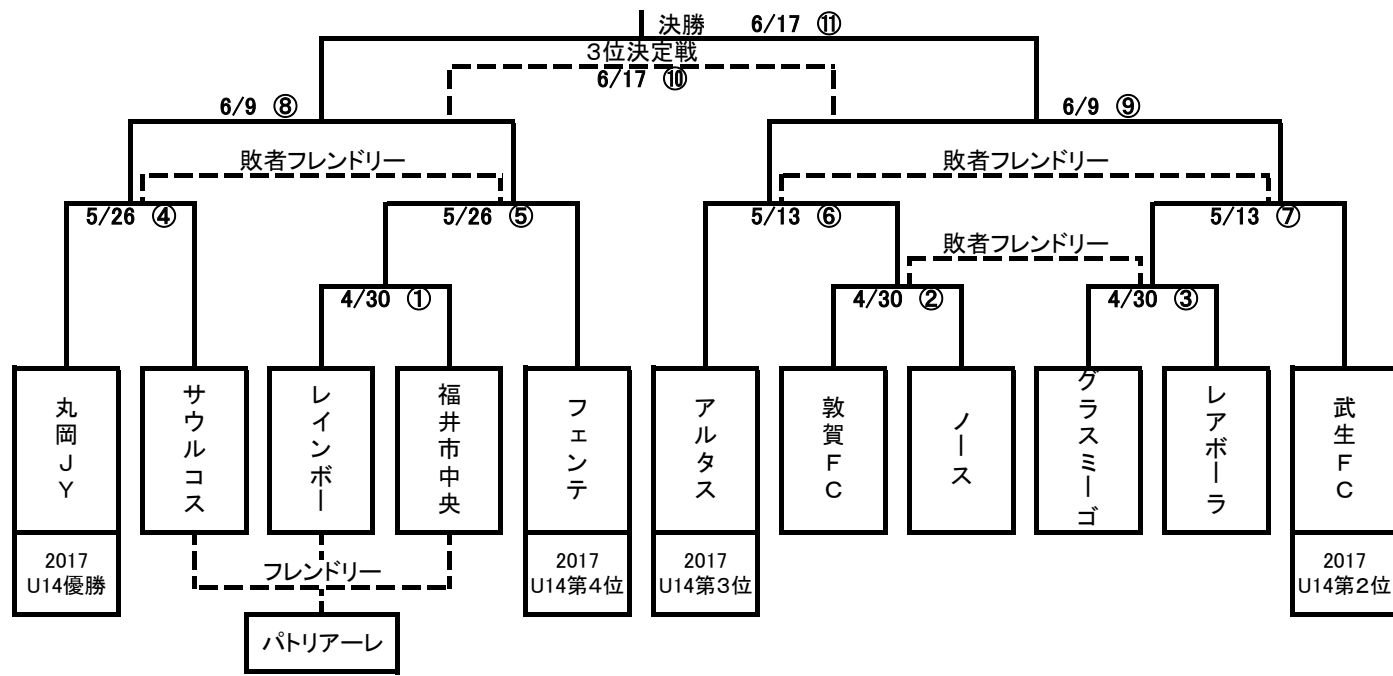 決勝 6/17 ⑪
3位決定戦
6/17 ⑩
6/9 ⑧
6/9 ⑨
敗者フレンドリー
敗者フレンドリー
5/26 ④
5/26 ⑤
5/13 ⑥
5/13 ⑦
敗者フレンドリー
4/30 ①
4/30 ②
4/30 ③
丸岡JY
サウルコス
レインボー
福井市中央
フェンテ
アルタス
敦賀FC
ノース
グラスミーゴ
レアボーラ
武生FC
2017
U14優勝
2017
U14第4位
2017
U14第3位
2017
U14第2位
フレンドリー
パトリアーレ